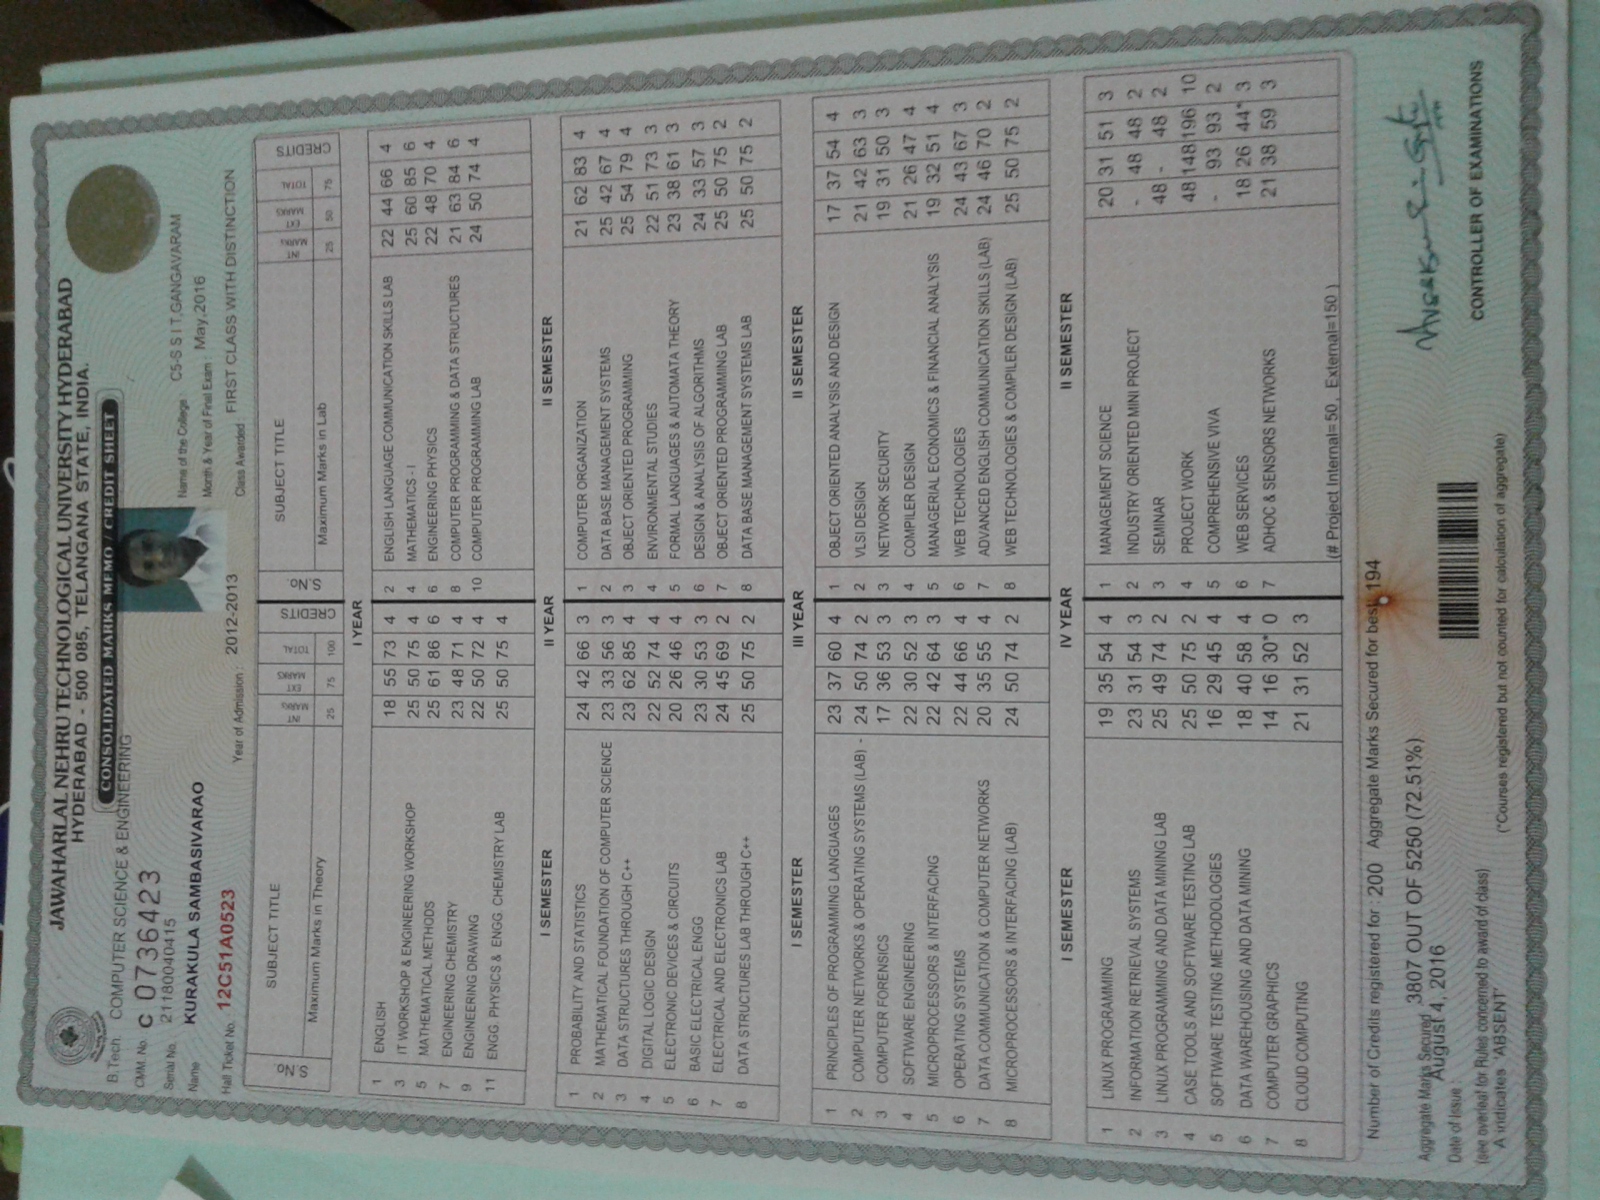 JAWAHARLAL NEHRU TECHNOLOGICAL UNIVERSITY HYDERABAD
HYDERABAD - 500 085, TELANGANA STATE, INDIA.
CONSOLIDATED MARKS MEMO / CREDIT SHEET
B.Tech. COMPUTER SCIENCE & ENGINEERING
CMM. No. C 0736423
Serial No. 21180040415
Name KURAKULA SAMBASIVARAO
Hall Ticket No. 12C51A0523
Year of Admission : 2012-2013
Name of the College : C5-S S I T,GANGAVARAM
Month & Year of Final Exam : May,2016
Class Awarded : FIRST CLASS WITH DISTINCTION
S.No. SUBJECT TITLE INT MARKS EXT MARKS TOTAL CREDITS S.No. SUBJECT TITLE INT MARKS EXT MARKS TOTAL CREDITS
Maximum Marks in Theory 25 75 100 Maximum Marks in Lab 25 50 75
I YEAR
1 ENGLISH 18 55 73 4 2 ENGLISH LANGUAGE COMMUNICATION SKILLS LAB 22 44 66 4
3 IT WORKSHOP & ENGINEERING WORKSHOP 25 50 75 4 4 MATHEMATICS - I 25 60 85 6
5 MATHEMATICAL METHODS 25 61 86 6 6 ENGINEERING PHYSICS 22 48 70 4
7 ENGINEERING CHEMISTRY 23 48 71 4 8 COMPUTER PROGRAMMING & DATA STRUCTURES 21 63 84 6
9 ENGINEERING DRAWING 22 50 72 4 10 COMPUTER PROGRAMMING LAB 24 50 74 4
11 ENGG. PHYSICS & ENGG. CHEMISTRY LAB 25 50 75 4
I SEMESTER II YEAR II SEMESTER
1 PROBABILITY AND STATISTICS 24 42 66 3 1 COMPUTER ORGANIZATION 21 62 83 4
2 MATHEMATICAL FOUNDATION OF COMPUTER SCIENCE 23 33 56 3 2 DATA BASE MANAGEMENT SYSTEMS 25 42 67 4
3 DATA STRUCTURES THROUGH C++ 23 62 85 4 3 OBJECT ORIENTED PROGRAMMING 25 54 79 4
4 DIGITAL LOGIC DESIGN 22 52 74 4 4 ENVIRONMENTAL STUDIES 22 51 73 3
5 ELECTRONIC DEVICES & CIRCUITS 20 26 46 4 5 FORMAL LANGUAGES & AUTOMATA THEORY 23 38 61 3
6 BASIC ELECTRICAL ENGG 23 30 53 3 6 DESIGN & ANALYSIS OF ALGORITHMS 24 33 57 3
7 ELECTRICAL AND ELECTRONICS LAB 24 45 69 2 7 OBJECT ORIENTED PROGRAMMING LAB 25 50 75 2
8 DATA STRUCTURES LAB THROUGH C++ 25 50 75 2 8 DATA BASE MANAGEMENT SYSTEMS LAB 25 50 75 2
I SEMESTER III YEAR II SEMESTER
1 PRINCIPLES OF PROGRAMMING LANGUAGES 23 37 60 4 1 OBJECT ORIENTED ANALYSIS AND DESIGN 17 37 54 4
2 COMPUTER NETWORKS & OPERATING SYSTEMS (LAB) - 24 50 74 2 2 VLSI DESIGN 21 42 63 3
3 COMPUTER FORENSICS 17 36 53 3 3 NETWORK SECURITY 19 31 50 3
4 SOFTWARE ENGINEERING 22 30 52 3 4 COMPILER DESIGN 21 26 47 4
5 MICROPROCESSORS & INTERFACING 22 42 64 3 5 MANAGERIAL ECONOMICS & FINANCIAL ANALYSIS 19 32 51 4
6 OPERATING SYSTEMS 22 44 66 4 6 WEB TECHNOLOGIES 24 43 67 3
7 DATA COMMUNICATION & COMPUTER NETWORKS 20 35 55 4 7 ADVANCED ENGLISH COMMUNICATION SKILLS (LAB) 24 46 70 2
8 MICROPROCESSORS & INTERFACING (LAB) 24 50 74 2 8 WEB TECHNOLOGIES & COMPILER DESIGN (LAB) 25 50 75 2
I SEMESTER IV YEAR II SEMESTER
1 LINUX PROGRAMMING 19 35 54 4 1 MANAGEMENT SCIENCE 20 31 51 3
2 INFORMATION RETRIEVAL SYSTEMS 23 31 54 3 2 INDUSTRY ORIENTED MINI PROJECT - 48 48 2
3 LINUX PROGRAMMING AND DATA MINING LAB 25 49 74 2 3 SEMINAR 48 - 48 2
4 CASE TOOLS AND SOFTWARE TESTING LAB 25 50 75 2 4 PROJECT WORK 48 148 196 10
5 SOFTWARE TESTING METHODOLOGIES 16 29 45 4 5 COMPREHENSIVE VIVA - 93 93 2
6 DATA WAREHOUSING AND DATA MINING 18 40 58 4 6 WEB SERVICES 18 26 44* 3
7 COMPUTER GRAPHICS 14 16 30* 0 7 ADHOC & SENSORS NETWORKS 21 38 59 3
8 CLOUD COMPUTING 21 31 52 3
(# Project Internal=50, External=150 )
Number of Credits registered for : 200 Aggregate Marks Secured for best : 194
Aggregate Marks Secured 3807 OUT OF 5250 (72.51%)
August 4, 2016
Date of Issue :
(see overleaf for Rules concerned to award of class)
A indicates 'ABSENT'
(*Courses registered but not counted for calculation of aggregate)
CONTROLLER OF EXAMINATIONS